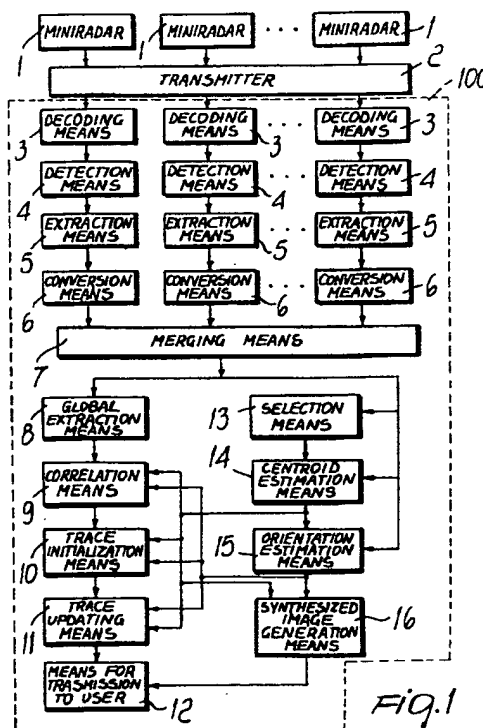 MINIRADAR MINIRADAR . . . MINIRADAR
1 1 1
TRANSMITTER 2
100
DECODING MEANS 3 DECODING MEANS 3 . . . DECODING MEANS 3
DETECTION MEANS 4 DETECTION MEANS 4 . . . DETECTION MEANS 4
EXTRACTION MEANS 5 EXTRACTION MEANS 5 . . . EXTRACTION MEANS 5
CONVERSION MEANS 6 CONVERSION MEANS 6 . . . CONVERSION MEANS 6
MERGING MEANS
7
8 GLOBAL EXTRACTION MEANS
13 SELECTION MEANS
9 CORRELATION MEANS
14 CENTROID ESTIMATION MEANS
10 TRACE INITIALIZATION MEANS
15 ORIENTATION ESTIMATION MEANS
11 TRACE UPDATING MEANS
SYNTHESIZED IMAGE GENERATION MEANS 16
MEANS FOR TRASMISSION TO USER 12
Fig.1